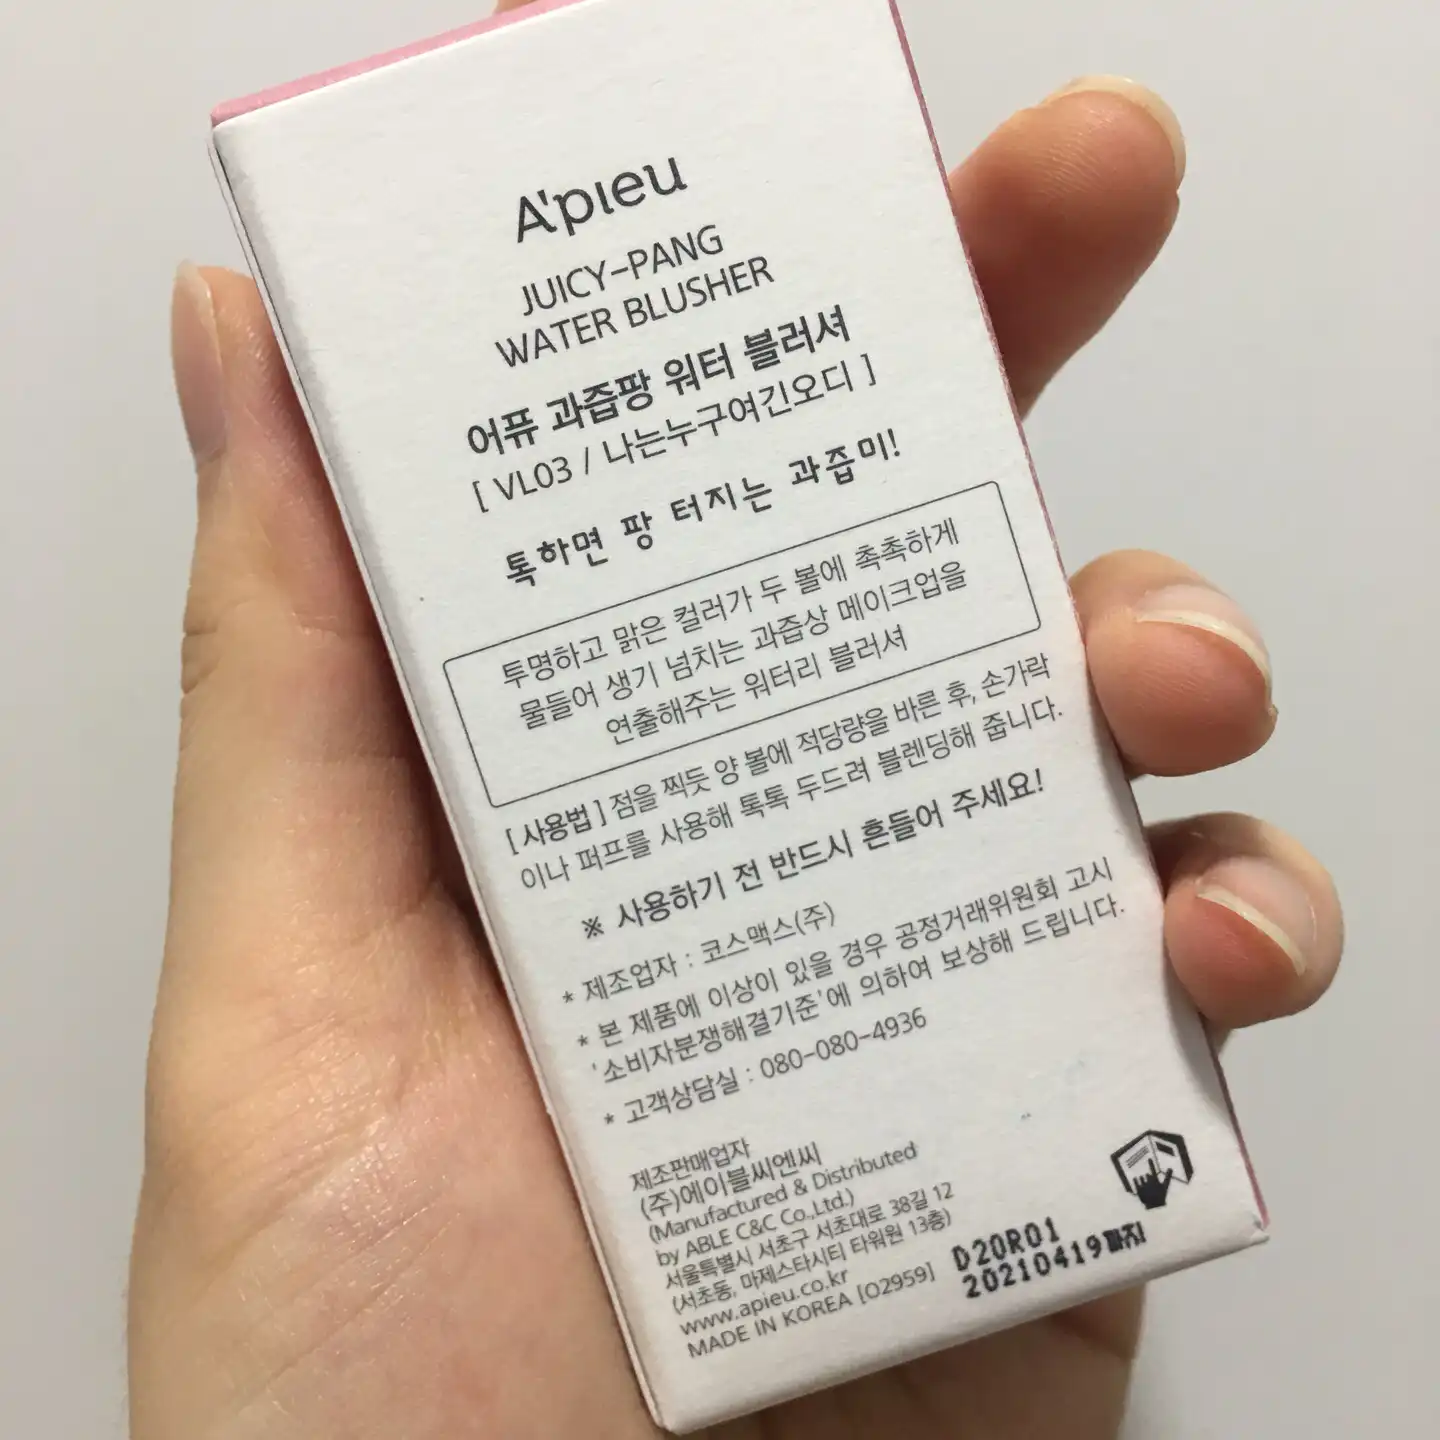 A'pieu
JUICY-PANG
WATER BLUSHER
어퓨 과즙팡 워터 블러셔
[ VL03 / 나는누구여긴오디 ]
톡하면 팡 터지는 과즙미!
투명하고 맑은 컬러가 두 볼에 촉촉하게
물들어 생기 넘치는 과즙상 메이크업을
연출해주는 워터리 블러셔
[ 사용법 ] 점을 찍듯 양 볼에 적당량을 바른 후, 손가락
이나 퍼프를 사용해 톡톡 두드려 블렌딩해 줍니다.
※ 사용하기 전 반드시 흔들어 주세요!
* 제조업자 : 코스맥스(주)
* 본 제품에 이상이 있을 경우 공정거래위원회 고시
'소비자분쟁해결기준'에 의하여 보상해 드립니다.
* 고객상담실 : 080-080-4936
제조판매업자
(주)에이블씨엔씨
(Manufactured & Distributed
by ABLE C&C Co.,Ltd.)
서울특별시 서초구 서초대로 38길 12
(서초동, 마제스타시티 타워원 13층)
www.apieu.co.kr
MADE IN KOREA [O2959]
D20R01
20210419까지